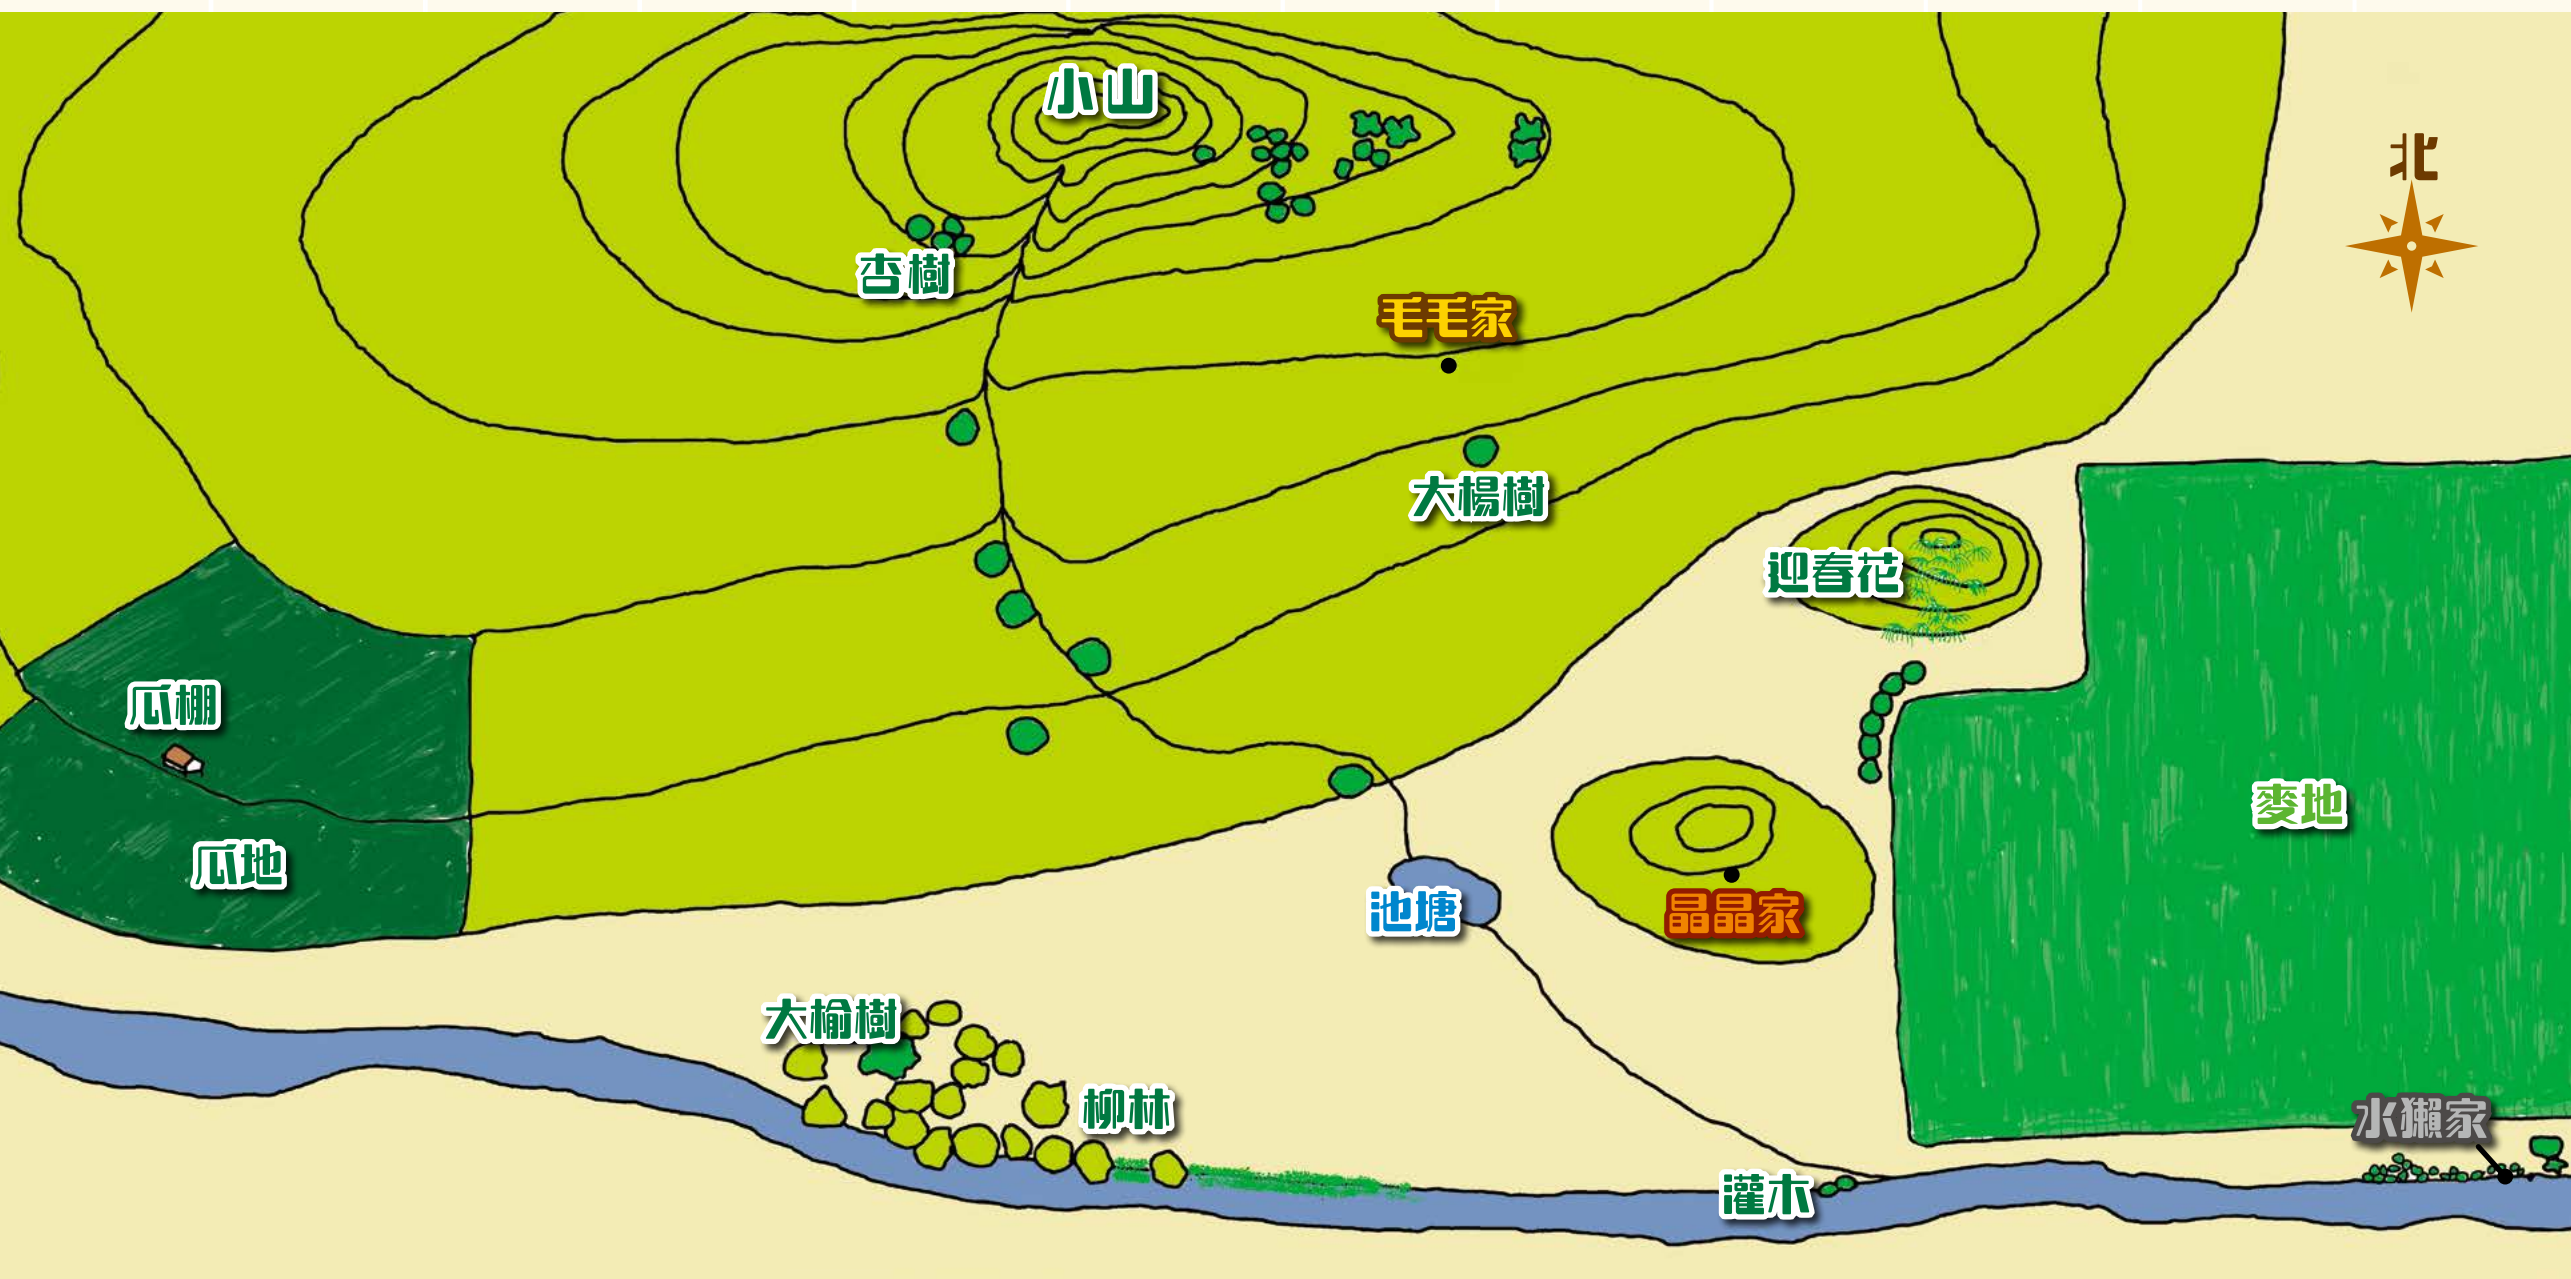 小山
北
杏樹
毛毛家
大楊樹
迎春花
瓜棚
麥地
瓜地
池塘
晶晶家
大榆樹
柳林
水獺家
灌木